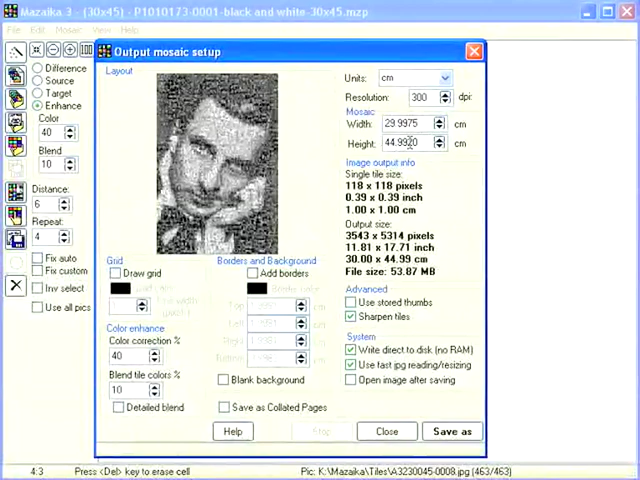 Mazaika 3 - (30x45) - P1010173-0001-black and white-30x45.mzp
File Edit Mosaic View Help
100
Difference
Source
Target
Enhance
Color
40
Blend
10
Distance:
6
Repeat:
4
Fix auto
Fix custom
Inv select
Use all pics
Output mosaic setup
Layout
Grid
Draw grid
1
Color enhance
Color correction %
40
Blend tile colors %
10
Detailed blend
Borders and Background
Add borders
Top
Left
Right
Blank background
Save as Collated Pages
Units: cm
Resolution: 300 dpi
Mosaic
Width: 29.9975 cm
Height: 44.9920 cm
Image output info
Single tile size:
118 x 118 pixels
0.39 x 0.39 inch
1.00 x 1.00 cm
Output size:
3543 x 5314 pixels
11.81 x 17.71 inch
30.00 x 44.99 cm
File size: 53.87 MB
Advanced
Use stored thumbs
Sharpen tiles
System
Write direct to disk (no RAM)
Use fast jpg reading/resizing
Open image after saving
Help Stop Close Save as
4:3 Press <Del> key to erase cell Pic: K:\Mazaika\Tiles\A3230045-0008.jpg (463/463)